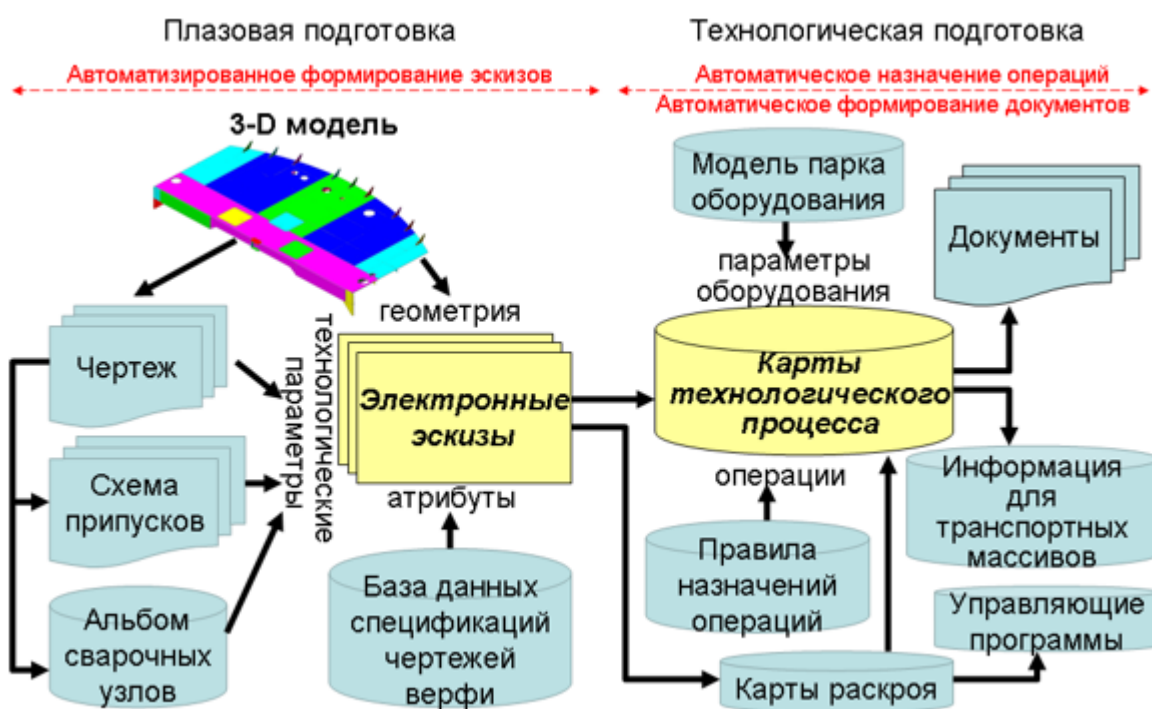 Плазовая подготовка
Технологическая подготовка
Автоматизированное формирование эскизов
Автоматическое назначение операций
Автоматическое формирование документов
3-D модель
Модель парка
оборудования
Документы
параметры
оборудования
геометрия
технологические
параметры
Чертеж
Электронные
эскизы
Карты
технологического
процесса
Схема
припусков
атрибуты
операции
Информация
для
транспортных
массивов
Альбом
сварочных
узлов
База данных
спецификаций
чертежей
верфи
Правила
назначений
операций
Управляющие
программы
Карты раскроя